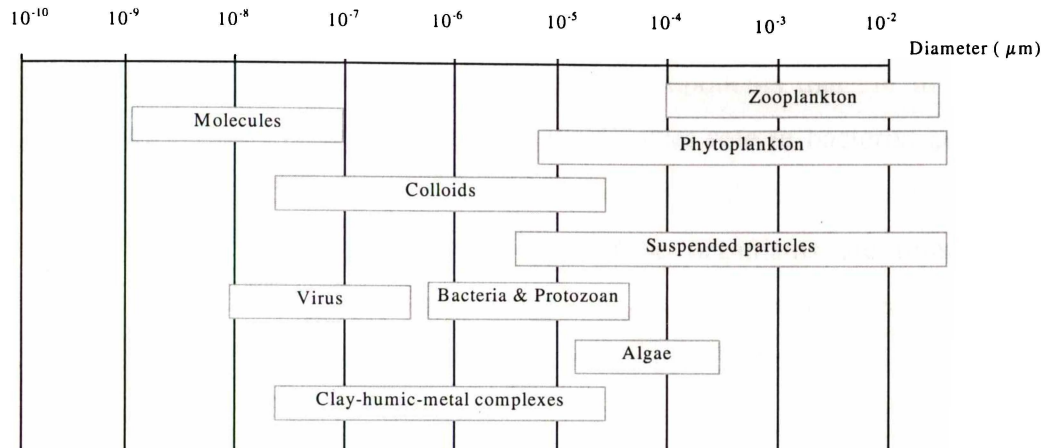 10-10 10-9 10-8 10-7 10-6 10-5 10-4 10-3 10-2
Diameter ( μm)
Zooplankton
Molecules
Phytoplankton
Colloids
Suspended particles
Virus
Bacteria & Protozoan
Algae
Clay-humic-metal complexes